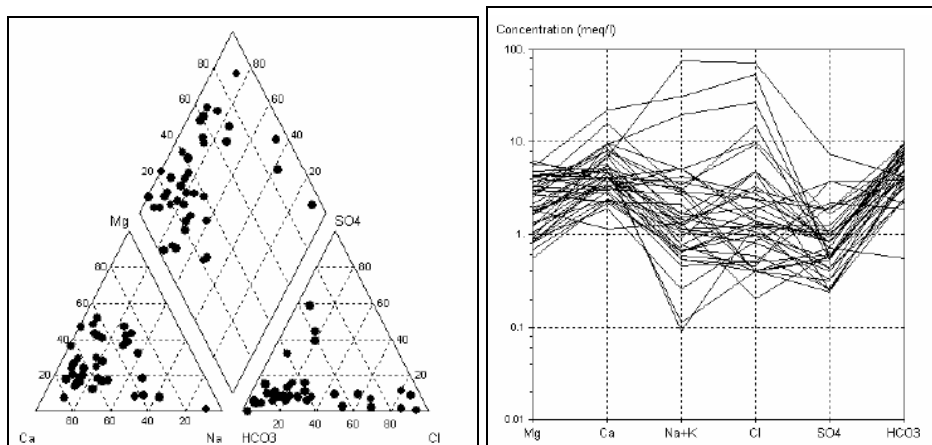 80 80
60 60
40 40
20 20
Mg SO4
80 80
60 60
40 40
20 20
80 60 40 20 20 40 60 80
Ca Na HCO3 Cl
Concentration (meq/l)
100.
10.
1.
0.1
0.01
Mg Ca Na+K Cl SO4 HCO3